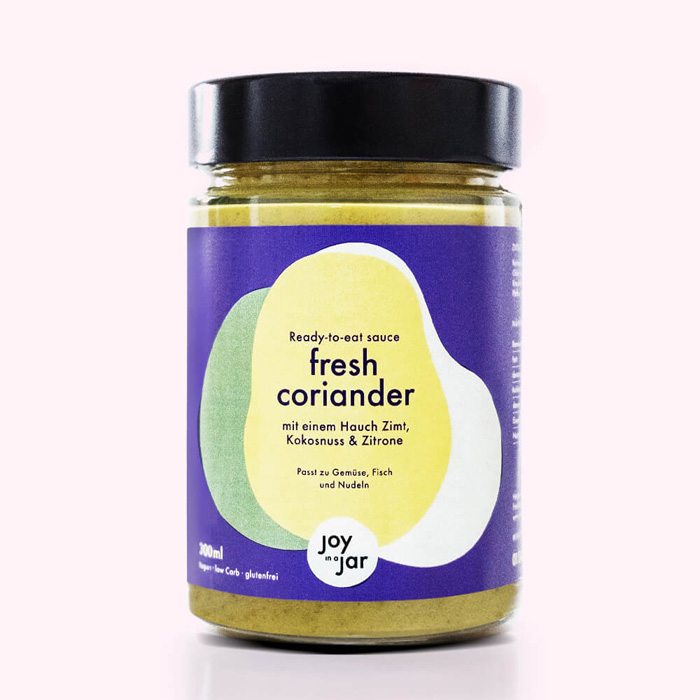 Ready-to-eat sauce
fresh
coriander
mit einem Hauch Zimt,
Kokosnuss & Zitrone
Passt zu Gemüse, Fisch
und Nudeln
joy
in a
jar
300ml
Vegan · low Carb · glutenfrei